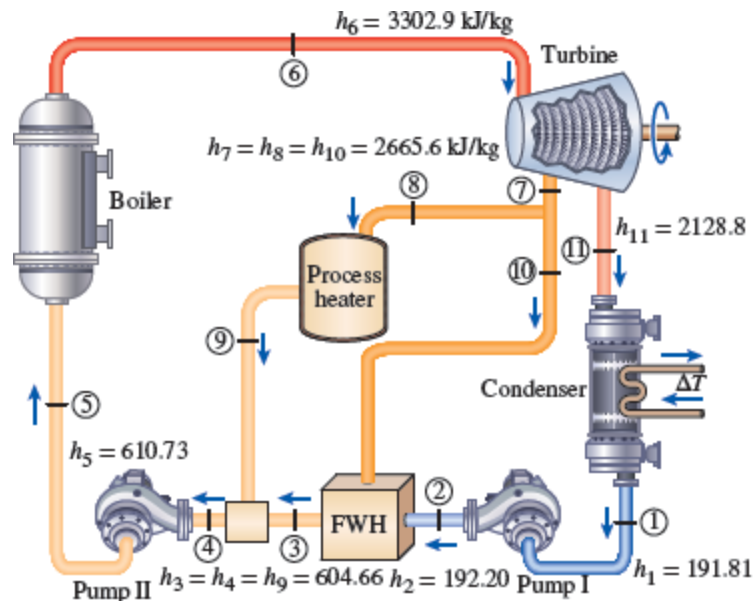 h₆ = 3302.9 kJ/kg
Turbine
⑥
h₇ = h₈ = h₁₀ = 2665.6 kJ/kg
⑦
⑧
Boiler
h₁₁ = 2128.8
⑪
⑩
Process
heater
⑨
ΔT
Condenser
⑤
h₅ = 610.73
②
①
FWH
④
③
h₁ = 191.81
Pump II
h₃ = h₄ = h₉ = 604.66
h₂ = 192.20
Pump I